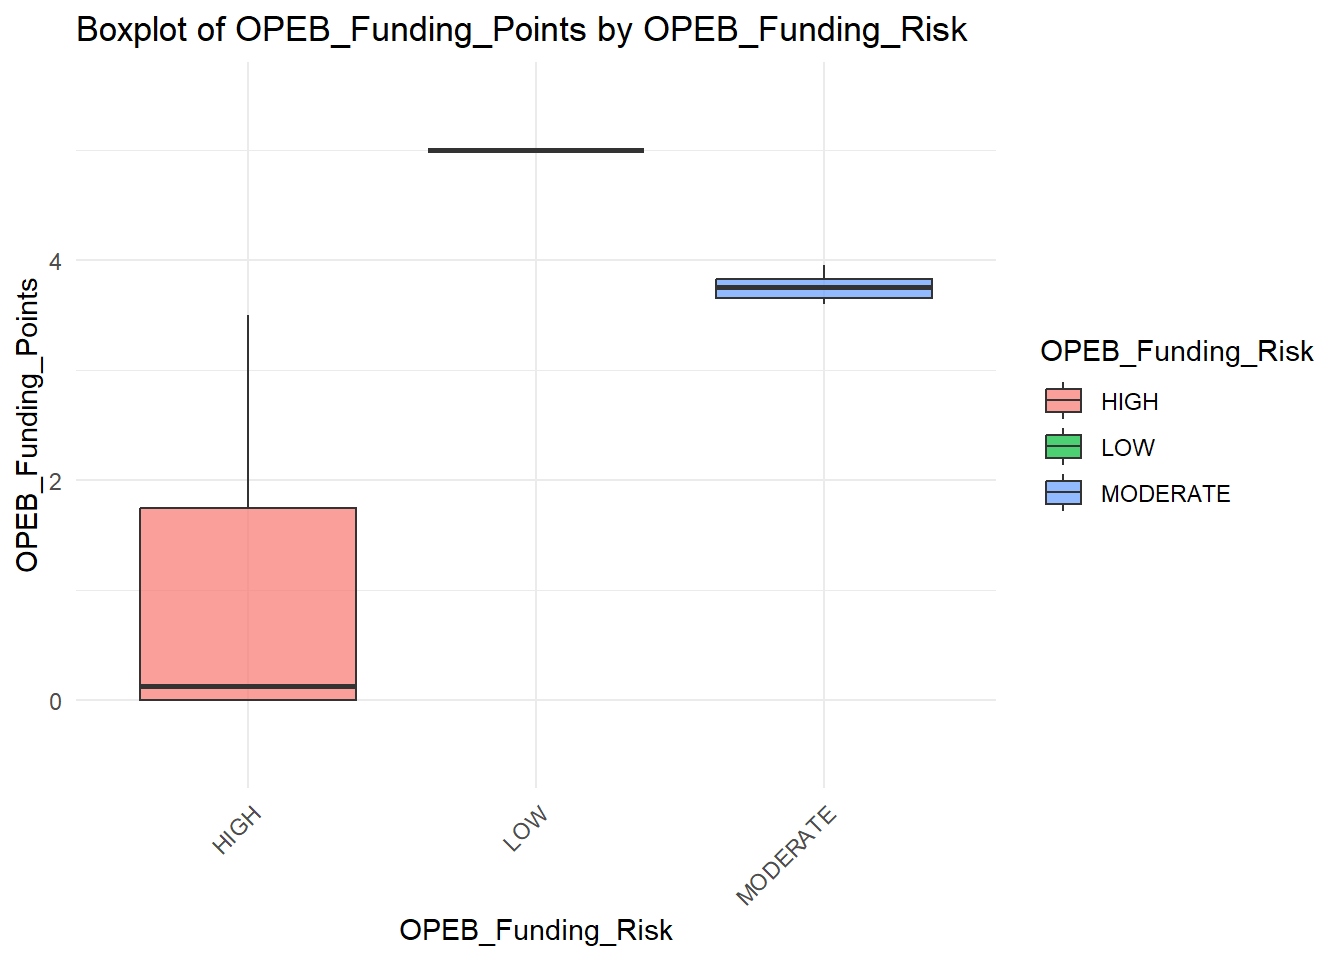 Boxplot of OPEB_Funding_Points by OPEB_Funding_Risk
OPEB_Funding_Points
4
2
0
HIGH
LOW
MODERATE
OPEB_Funding_Risk
OPEB_Funding_Risk
HIGH
LOW
MODERATE